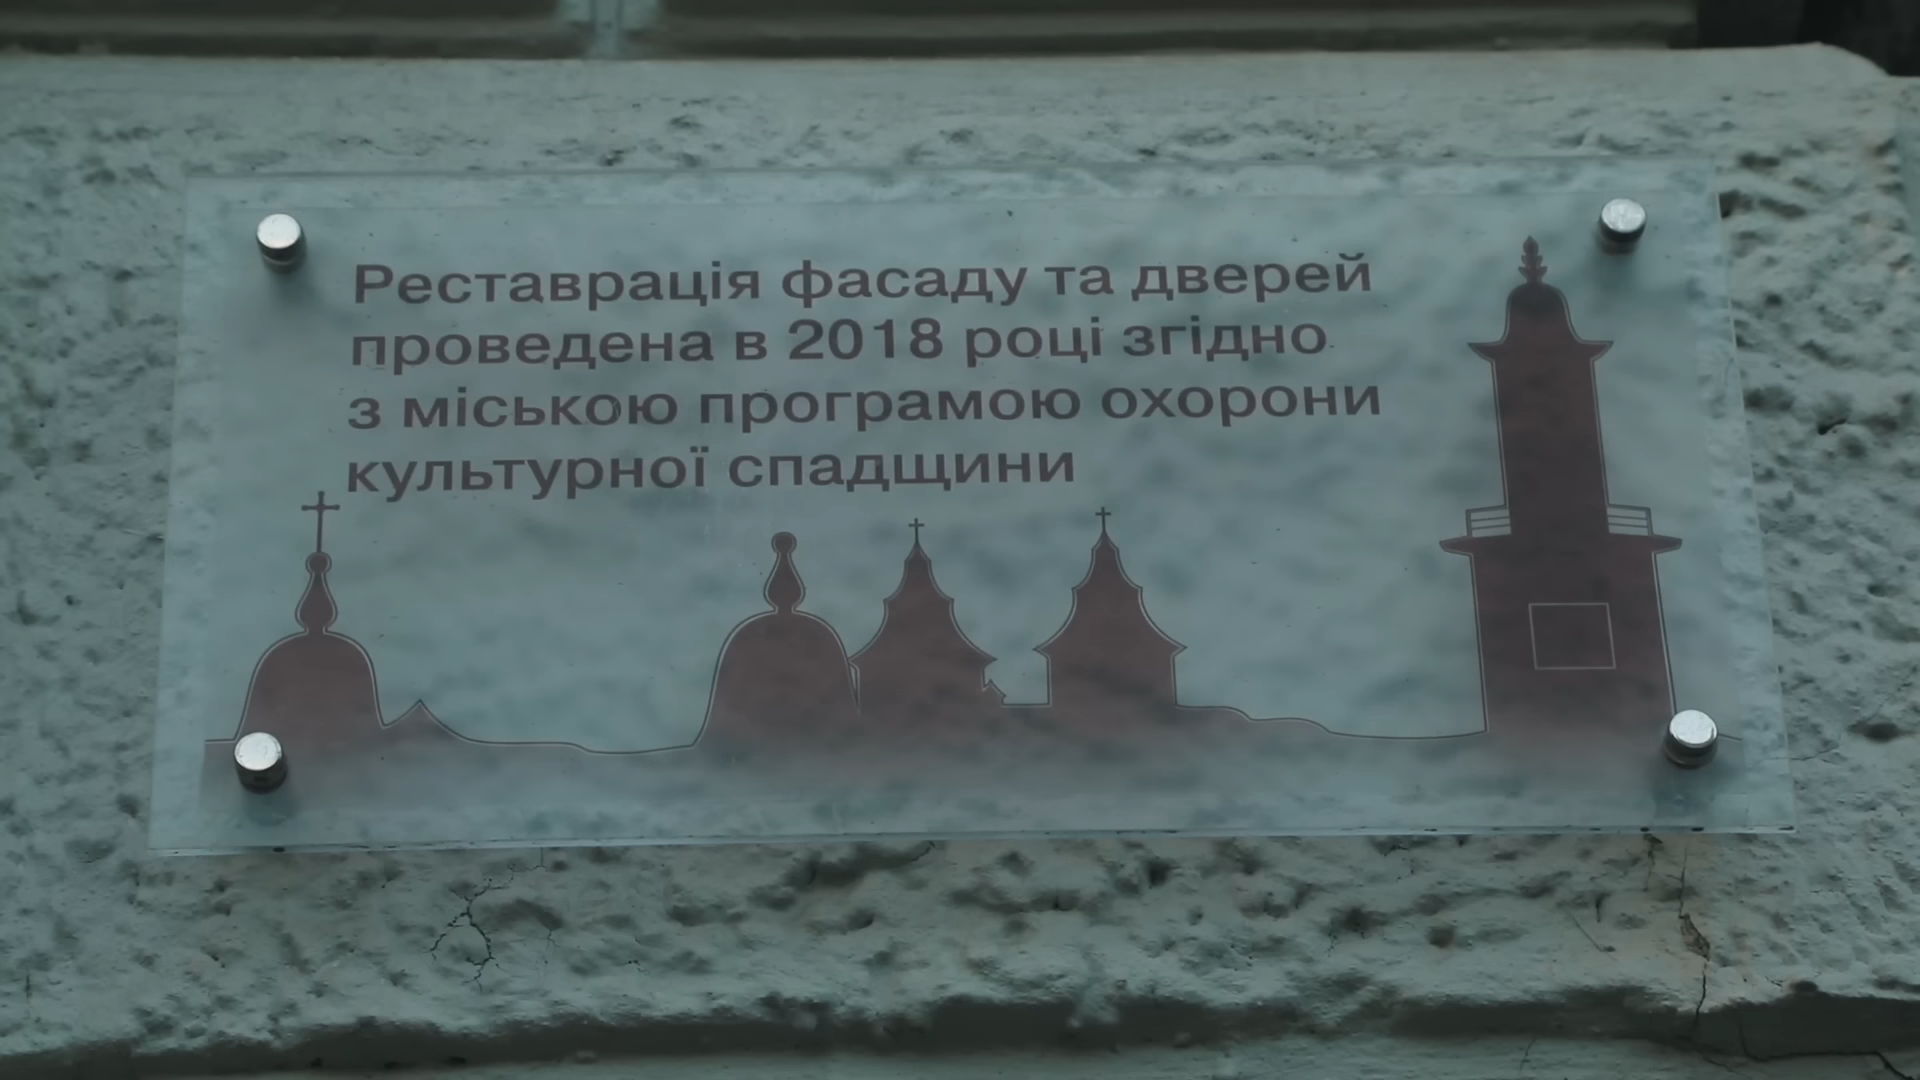 Реставрація фасаду та дверей
проведена в 2018 році згідно
з міською програмою охорони
культурної спадщини